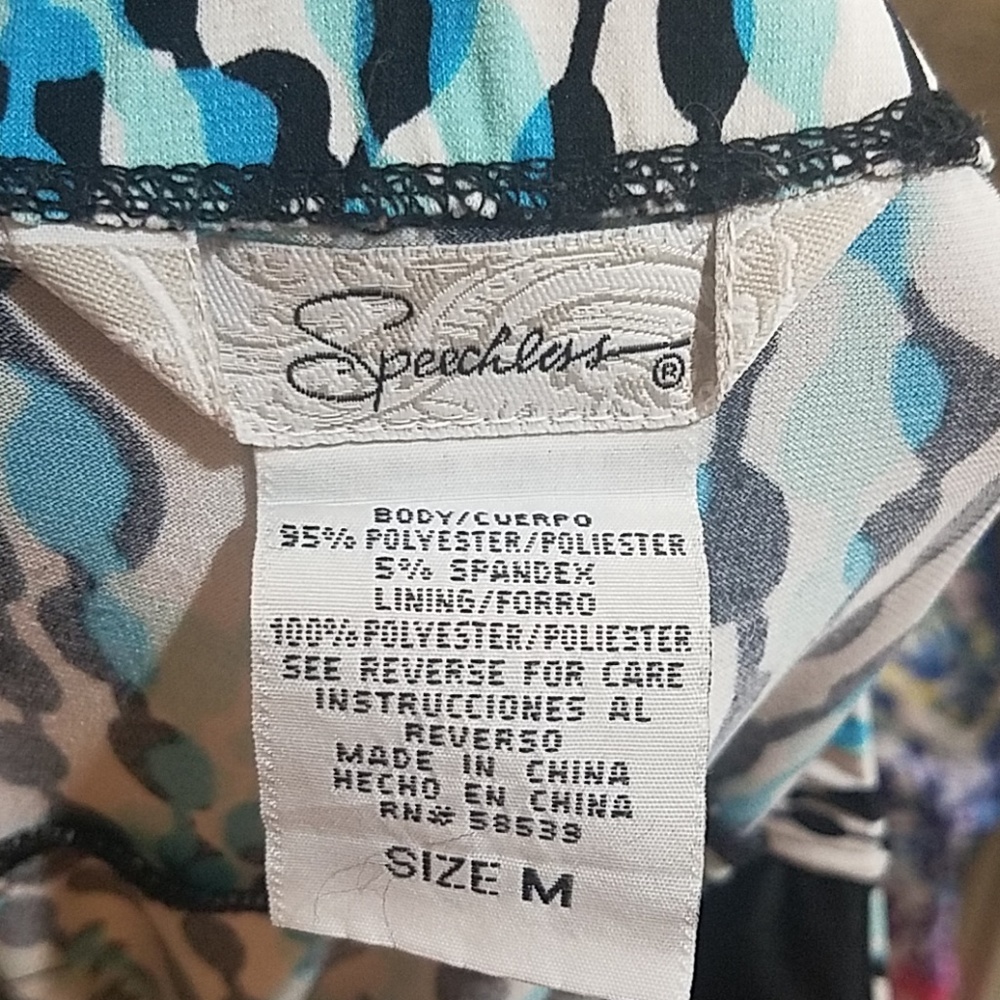 Speechless®
BODY/CUERPO
95% POLYESTER/POLIESTER
5% SPANDEX
LINING/FORRO
100% POLYESTER/POLIESTER
SEE REVERSE FOR CARE
INSTRUCCIONES AL
REVERSO
MADE IN CHINA
HECHO EN CHINA
RN# 58539
SIZE M